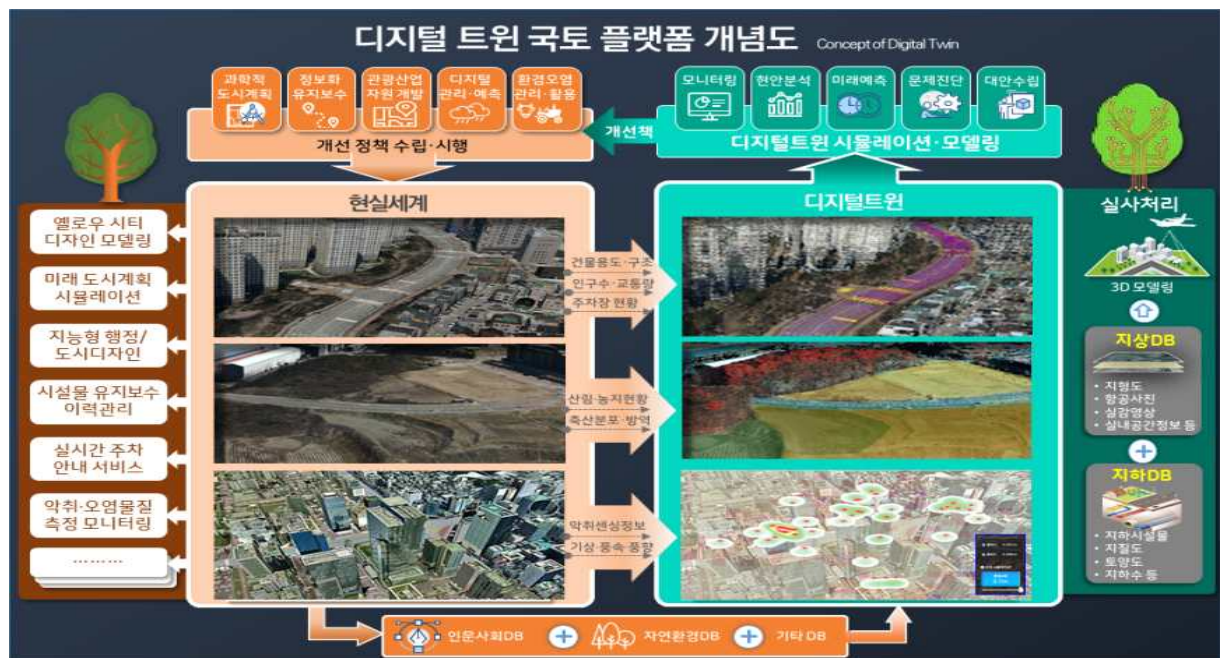 디지털 트윈 국토 플랫폼 개념도 Concept of Digital Twin
과학적
도시계획
정보화
유지보수
관광산업
자원 개발
디지털
관리·예측
환경오염
관리·활용
개선 정책 수립·시행
개선책
모니터링
현안분석
미래예측
문제진단
대안수립
디지털트윈 시뮬레이션·모델링
옐로우 시티
디자인 모델링
미래 도시계획
시뮬레이션
지능형 행정/
도시디자인
시설물 유지보수
이력관리
실시간 주차
안내 서비스
악취·오염물질
측정 모니터링
………
현실세계
건물용도·구조
인구수·교통량
주차장 현황
산림·농지현황
축산분포·방역
악취센싱정보
기상·풍속 풍향
디지털트윈
실사처리
3D 모델링
지상DB
• 지형도
• 항공사진
• 실감영상
• 실내공간정보 등
지하DB
• 지하시설물
• 지질도
• 토양도
• 지하수 등
인문사회DB
자연환경DB
기타 DB